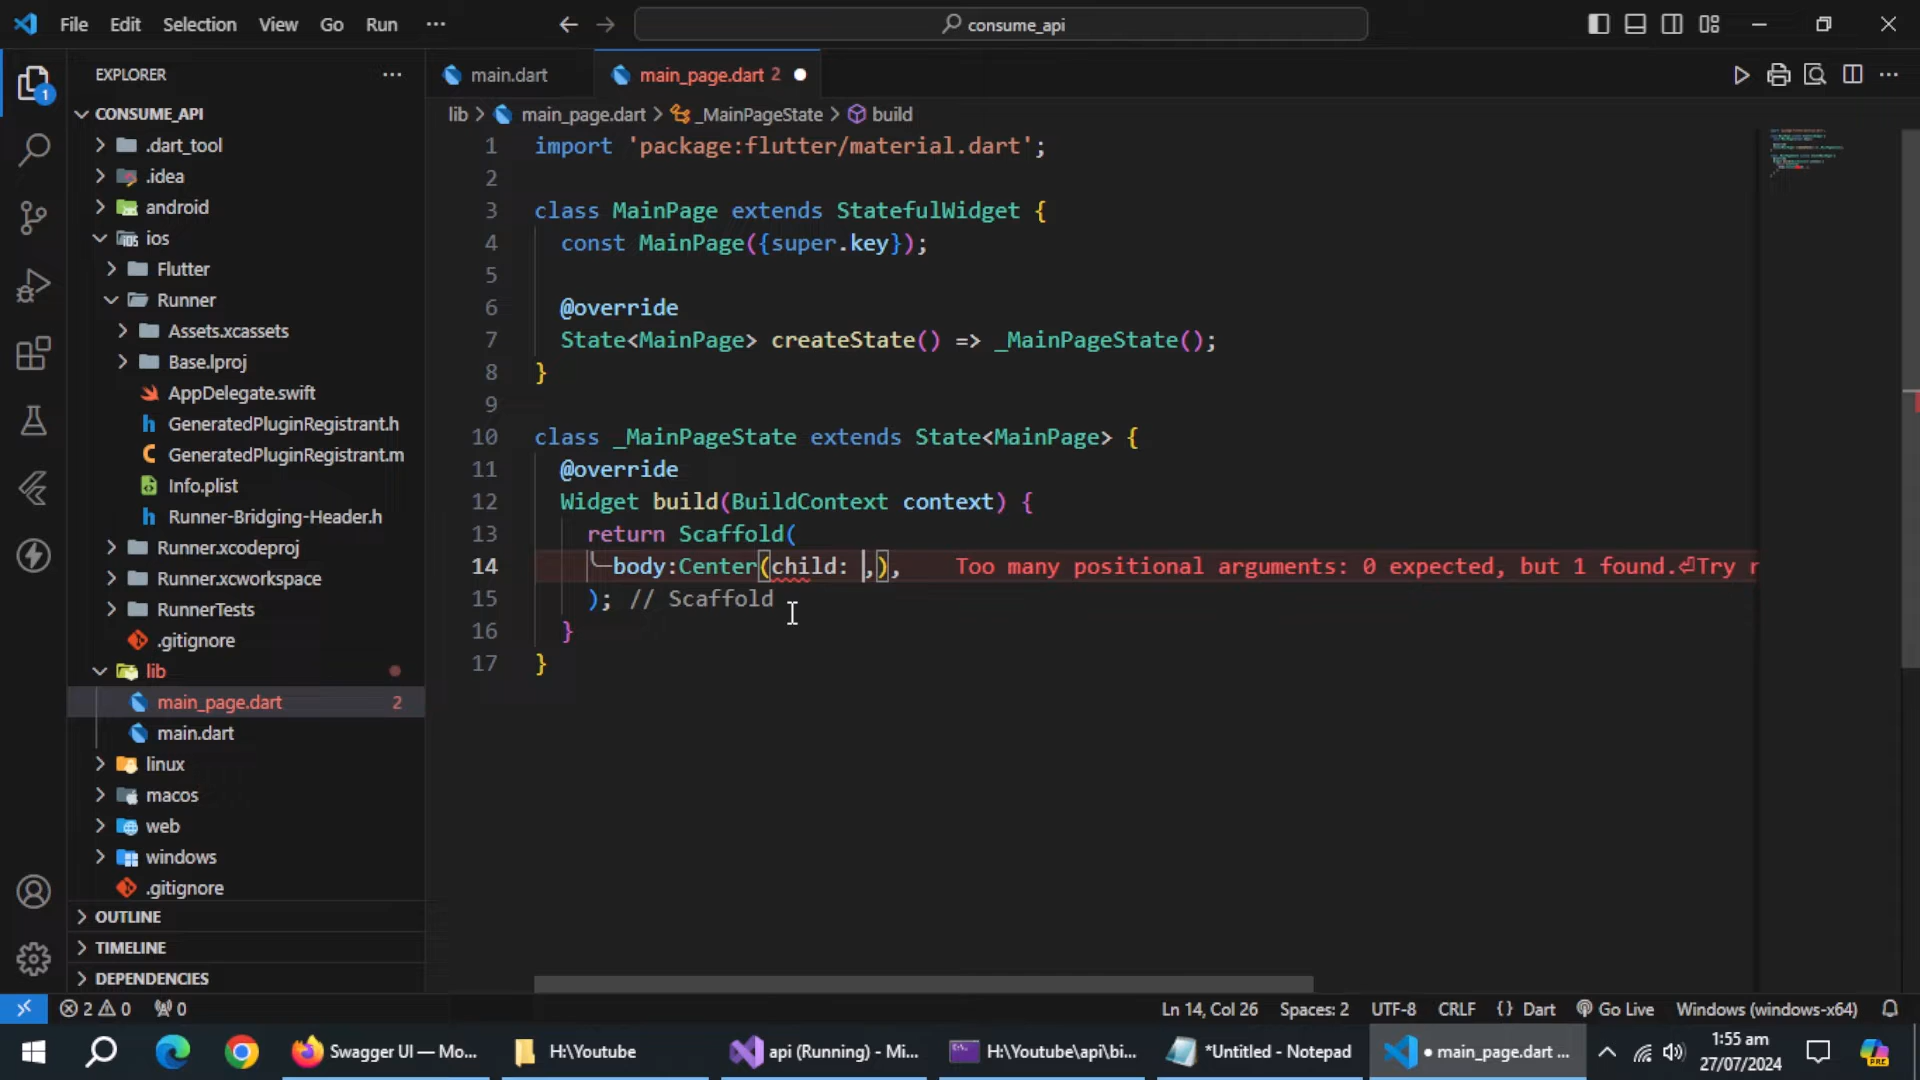 File Edit Selection View Go Run ···
consume_api
EXPLORER
CONSUME_API
.dart_tool
.idea
android
ios
Flutter
Runner
Assets.xcassets
Base.lproj
AppDelegate.swift
GeneratedPluginRegistrant.h
GeneratedPluginRegistrant.m
Info.plist
Runner-Bridging-Header.h
Runner.xcodeproj
Runner.xcworkspace
RunnerTests
.gitignore
lib
main_page.dart 2
main.dart
linux
macos
web
windows
.gitignore
OUTLINE
TIMELINE
DEPENDENCIES
1
main.dart
main_page.dart 2
lib > main_page.dart > _MainPageState > build
1 import 'package:flutter/material.dart';
2
3 class MainPage extends StatefulWidget {
4 const MainPage({super.key});
5
6 @override
7 State<MainPage> createState() => _MainPageState();
8 }
9
10 class _MainPageState extends State<MainPage> {
11 @override
12 Widget build(BuildContext context) {
13 return Scaffold(
14 body:Center(child: ,), Too many positional arguments: 0 expected, but 1 found.⏎Try r
15 ); // Scaffold
16 }
17 }
2 0 0
Ln 14, Col 26 Spaces: 2 UTF-8 CRLF {} Dart Go Live Windows (windows-x64)
Swagger UI — Mo...
H:\Youtube
api (Running) - Mi...
H:\Youtube\api\bi...
*Untitled - Notepad
● main_page.dart ...
1:55 am
27/07/2024
PRE